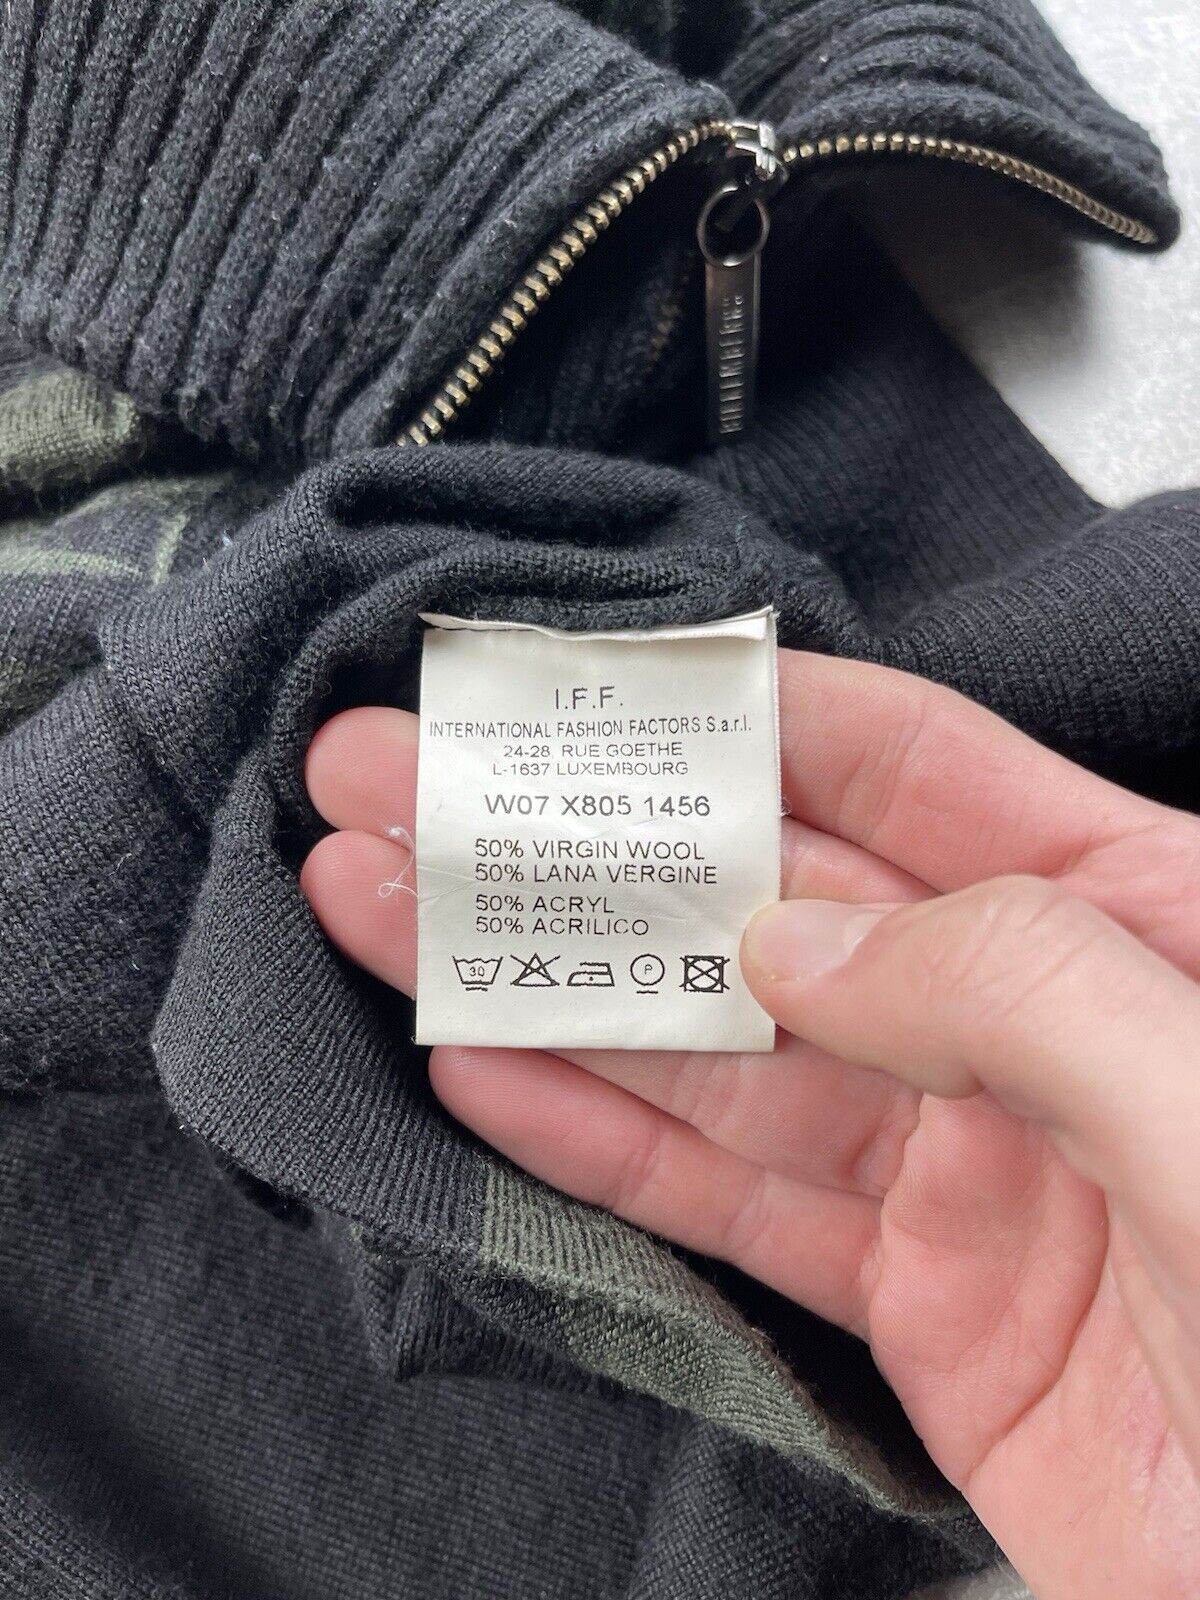 I.F.F.
INTERNATIONAL FASHION FACTORS S.a.r.l.
24-28, RUE GOETHE
L-1637 LUXEMBOURG
W07 X805 1456
50% VIRGIN WOOL
50% LANA VERGINE
50% ACRYL
50% ACRILICO
30
P